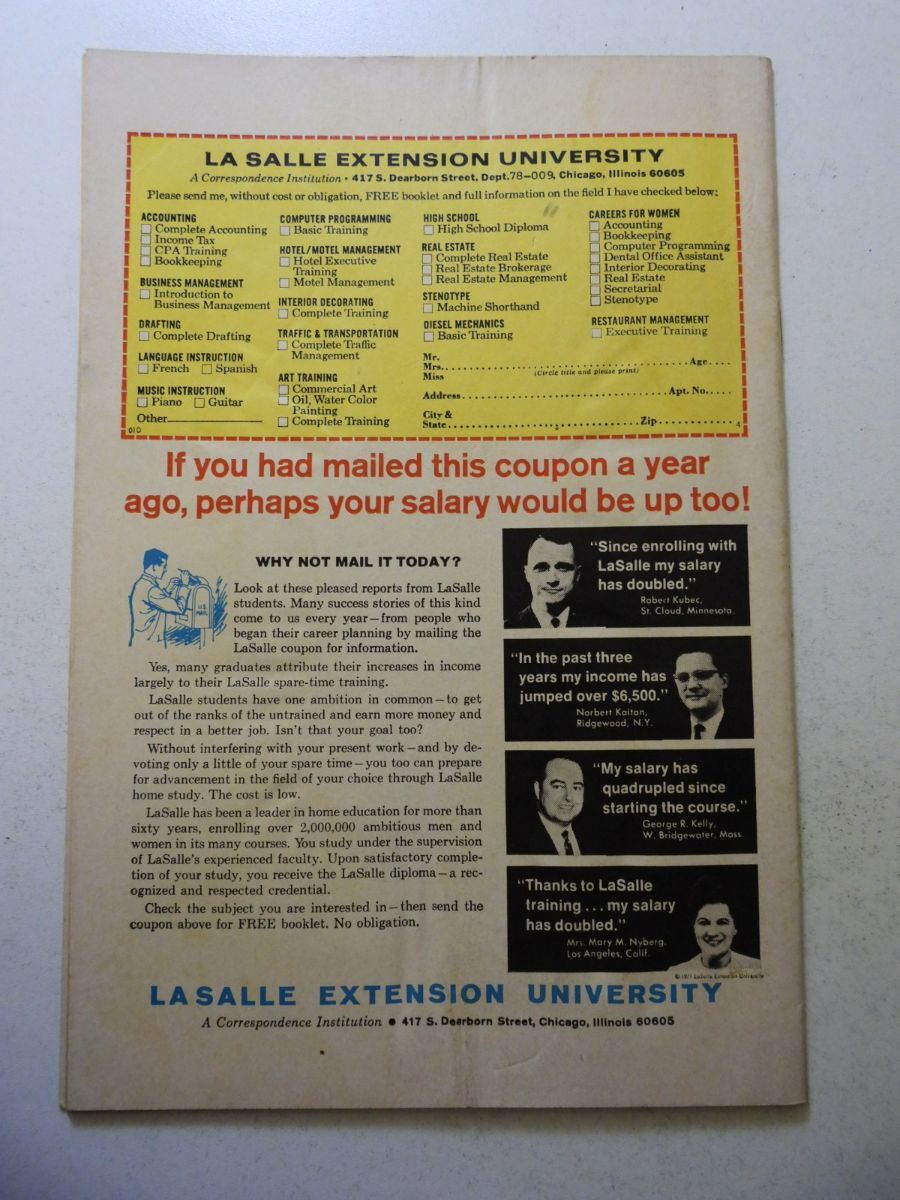 LA SALLE EXTENSION UNIVERSITY
A Correspondence Institution • 417 S. Dearborn Street, Dept.78-009, Chicago, Illinois 60605
Please send me, without cost or obligation, FREE booklet and full information on the field I have checked below:
ACCOUNTING
Complete Accounting
Income Tax
CPA Training
Bookkeeping
BUSINESS MANAGEMENT
Introduction to
Business Management
DRAFTING
Complete Drafting
LANGUAGE INSTRUCTION
French Spanish
MUSIC INSTRUCTION
Piano Guitar
Other
01D
COMPUTER PROGRAMMING
Basic Training
HOTEL/MOTEL MANAGEMENT
Hotel Executive
Training
Motel Management
INTERIOR DECORATING
Complete Training
TRAFFIC & TRANSPORTATION
Complete Traffic
Management
ART TRAINING
Commercial Art
Oil, Water Color
Painting
Complete Training
HIGH SCHOOL
High School Diploma
REAL ESTATE
Complete Real Estate
Real Estate Brokerage
Real Estate Management
STENOTYPE
Machine Shorthand
DIESEL MECHANICS
Basic Training
CAREERS FOR WOMEN
Accounting
Bookkeeping
Computer Programming
Dental Office Assistant
Interior Decorating
Real Estate
Secretarial
Stenotype
RESTAURANT MANAGEMENT
Executive Training
Mr.
Mrs. Age
Miss (Circle title and please print)
Address Apt. No.
City &
State Zip 4
If you had mailed this coupon a year
ago, perhaps your salary would be up too!
WHY NOT MAIL IT TODAY?
U.S.
MAIL
Look at these pleased reports from LaSalle
students. Many success stories of this kind
come to us every year—from people who
began their career planning by mailing the
LaSalle coupon for information.
Yes, many graduates attribute their increases in income
largely to their LaSalle spare-time training.
LaSalle students have one ambition in common—to get
out of the ranks of the untrained and earn more money and
respect in a better job. Isn't that your goal too?
Without interfering with your present work—and by de-
voting only a little of your spare time—you too can prepare
for advancement in the field of your choice through LaSalle
home study. The cost is low.
LaSalle has been a leader in home education for more than
sixty years, enrolling over 2,000,000 ambitious men and
women in its many courses. You study under the supervision
of LaSalle's experienced faculty. Upon satisfactory comple-
tion of your study, you receive the LaSalle diploma—a rec-
ognized and respected credential.
Check the subject you are interested in—then send the
coupon above for FREE booklet. No obligation.
"Since enrolling with
LaSalle my salary
has doubled."
Robert Kubec,
St. Cloud, Minnesota.
"In the past three
years my income has
jumped over $6,500."
Norbert Kaitan,
Ridgewood, N.Y.
"My salary has
quadrupled since
starting the course."
George R. Kelly,
W. Bridgewater, Mass.
"Thanks to LaSalle
training... my salary
has doubled."
Mrs. Mary M. Nyberg,
Los Angeles, Calif.
© 1971 LaSalle Extension University
LA SALLE EXTENSION UNIVERSITY
A Correspondence Institution • 417 S. Dearborn Street, Chicago, Illinois 60605